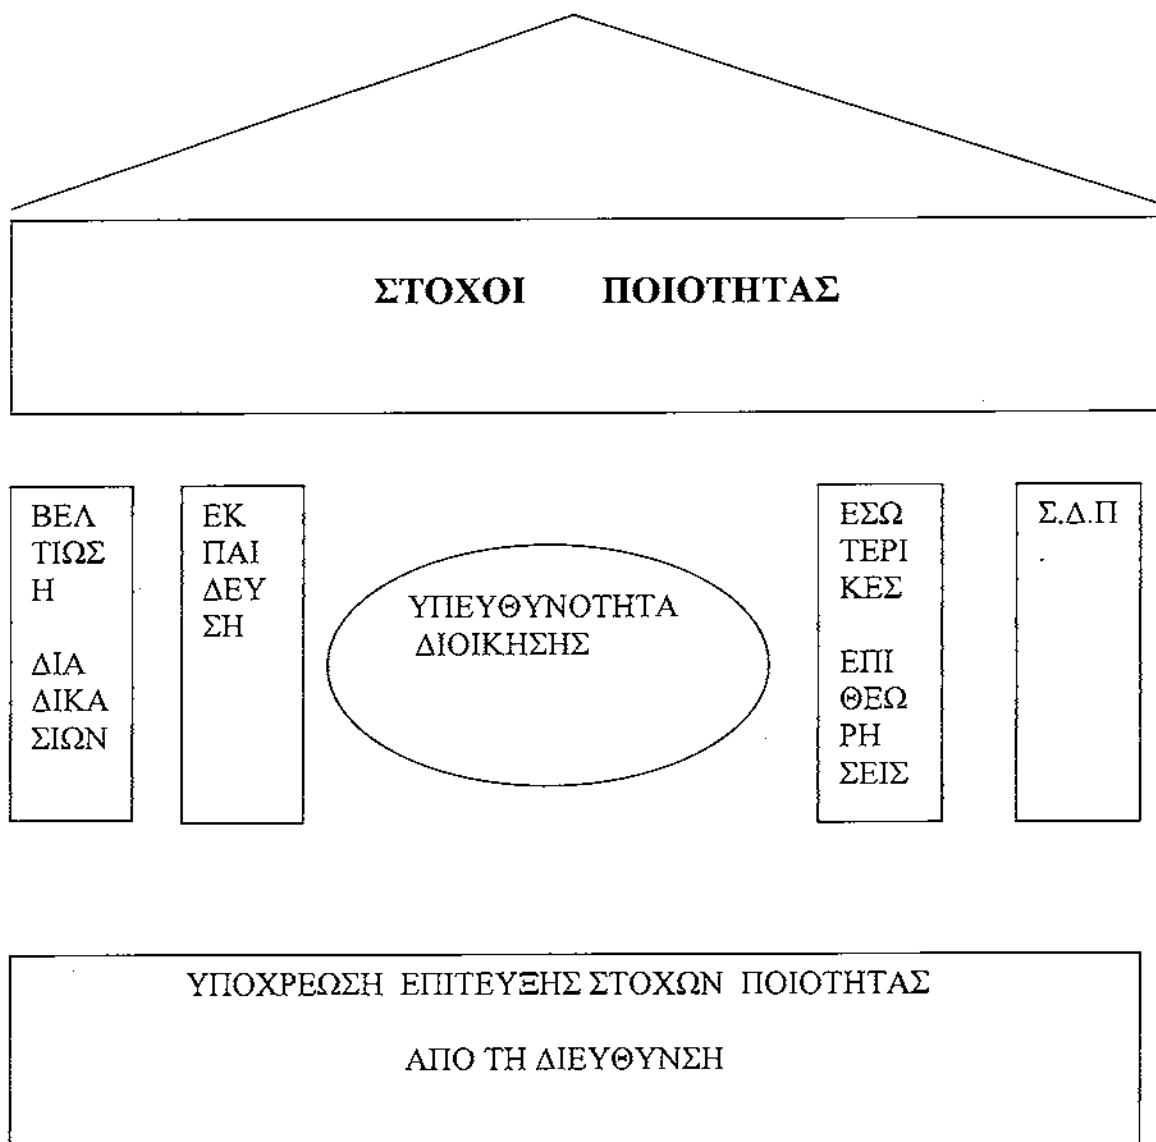 ΣΤΟΧΟΙ ΠΟΙΟΤΗΤΑΣ
ΒΕΛ
ΤΙΩΣ
Η
ΔΙΑ
ΔΙΚΑ
ΣΙΩΝ
ΕΚ
ΠΑΙ
ΔΕΥ
ΣΗ
ΥΠΕΥΘΥΝΟΤΗΤΑ
ΔΙΟΙΚΗΣΗΣ
ΕΣΩ
ΤΕΡΙ
ΚΕΣ
ΕΠΙ
ΘΕΩ
ΡΗ
ΣΕΙΣ
Σ.Δ.Π
ΥΠΟΧΡΕΩΣΗ ΕΠΙΤΕΥΞΗΣ ΣΤΟΧΩΝ ΠΟΙΟΤΗΤΑΣ
ΑΠΟ ΤΗ ΔΙΕΥΘΥΝΣΗ